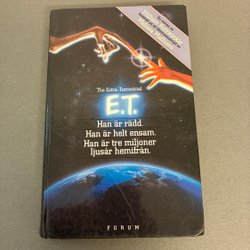 The Extra-Terrestrial
E.T.
Han är rädd.
Han är helt ensam.
Han är tre miljoner
ljusår hemifrån.
FORUM